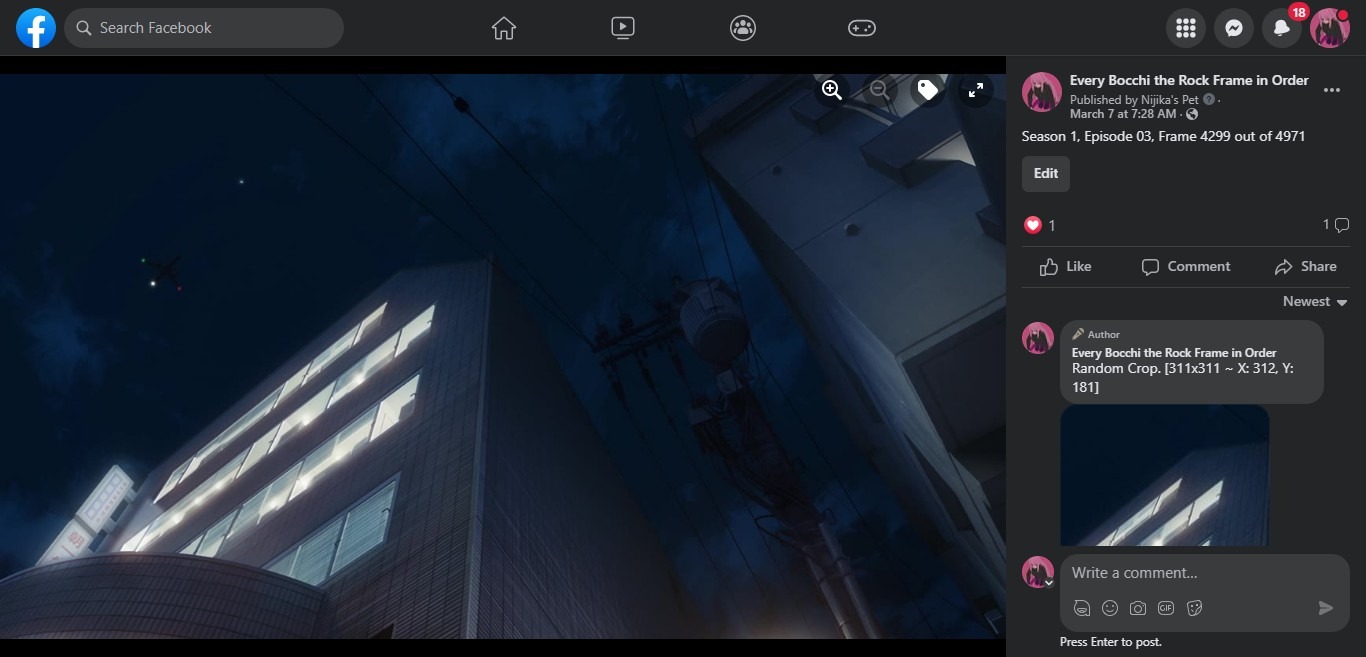 Search Facebook
18
Every Bocchi the Rock Frame in Order
Published by Nijika's Pet ·
March 7 at 7:28 AM ·
Season 1, Episode 03, Frame 4299 out of 4971
Edit
1
1
Like
Comment
Share
Newest
Author
Every Bocchi the Rock Frame in Order
Random Crop. [311x311 ~ X: 312, Y:
181]
Write a comment...
GIF
Press Enter to post.